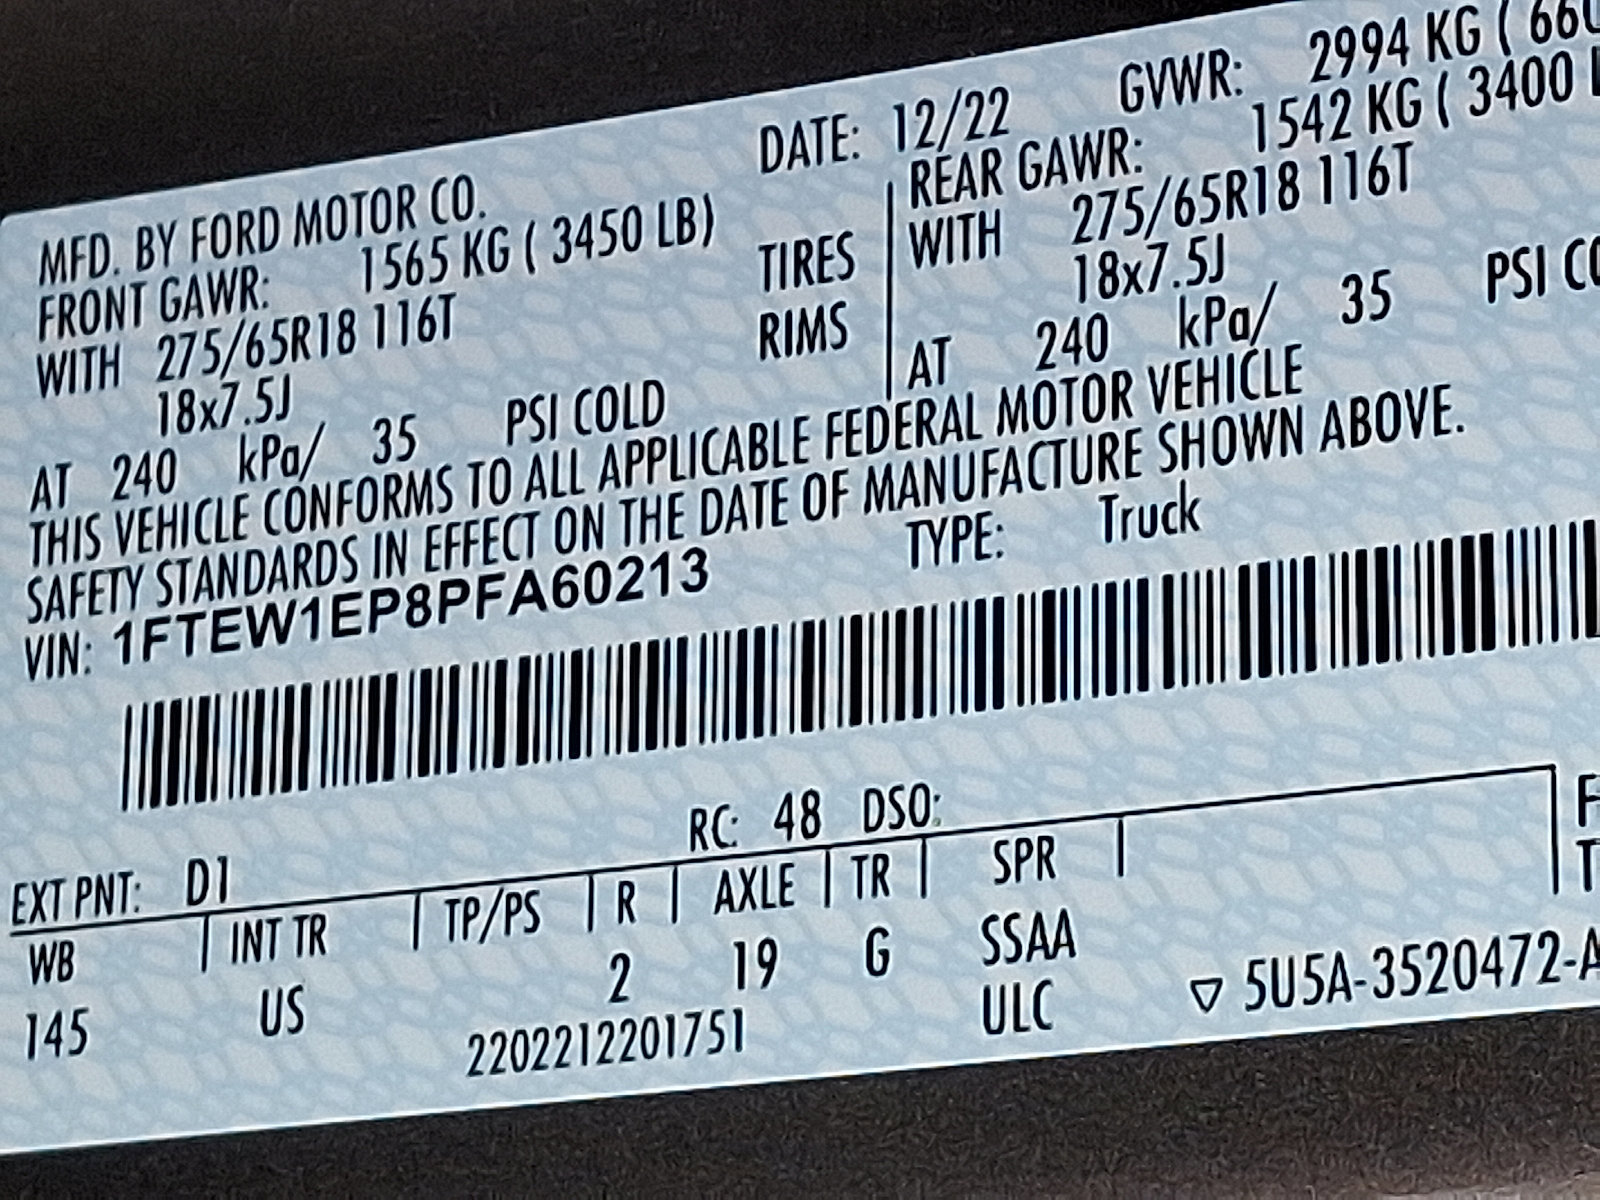 DATE: 12/22 GVWR: 2994 KG (
MFD. BY FORD MOTOR CO.
FRONT GAWR: 1565 KG ( 3450 LB)
WITH 275/65R18 116T TIRES
18x7.5J RIMS
AT 240 kPa/ 35 PSI COLD
REAR GAWR: 1542 KG ( 3400
WITH 275/65R18 116T
18x7.5J
AT 240 kPa/ 35 PSI
THIS VEHICLE CONFORMS TO ALL APPLICABLE FEDERAL MOTOR VEHICLE
SAFETY STANDARDS IN EFFECT ON THE DATE OF MANUFACTURE SHOWN ABOVE.
VIN: 1FTEW1EP8PFA60213 TYPE: Truck
RC: 48 DSO:
EXT PNT: D1
WB INT TR TP/PS R AXLE TR SPR
145 US 2 19 G SSAA
ULC
2202212201751
5U5A-3520472-A